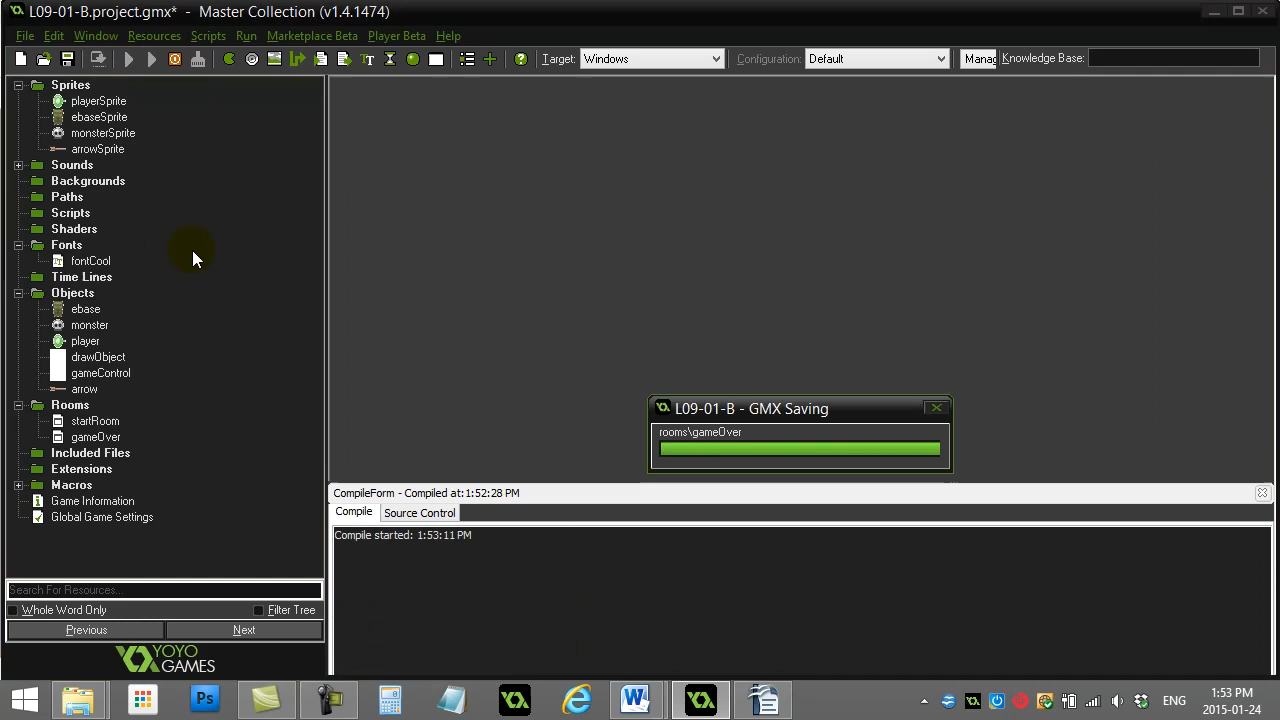 L09-01-B.project.gmx* - Master Collection (v1.4.1474)
File Edit Window Resources Scripts Run Marketplace Beta Player Beta Help
Target: Windows Configuration: Default Manag Knowledge Base:
Sprites
playerSprite
ebaseSprite
monsterSprite
arrowSprite
Sounds
Backgrounds
Paths
Scripts
Shaders
Fonts
fontCool
Time Lines
Objects
ebase
monster
player
drawObject
gameControl
arrow
Rooms
startRoom
gameOver
Included Files
Extensions
Macros
Game Information
Global Game Settings
L09-01-B - GMX Saving
rooms\gameOver
CompileForm - Compiled at:1:52:28 PM
Compile Source Control
Compile started: 1:53:11 PM
Search For Resources...
Whole Word Only Filter Tree
Previous Next
YOYO
GAMES
ENG
1:53 PM
2015-01-24